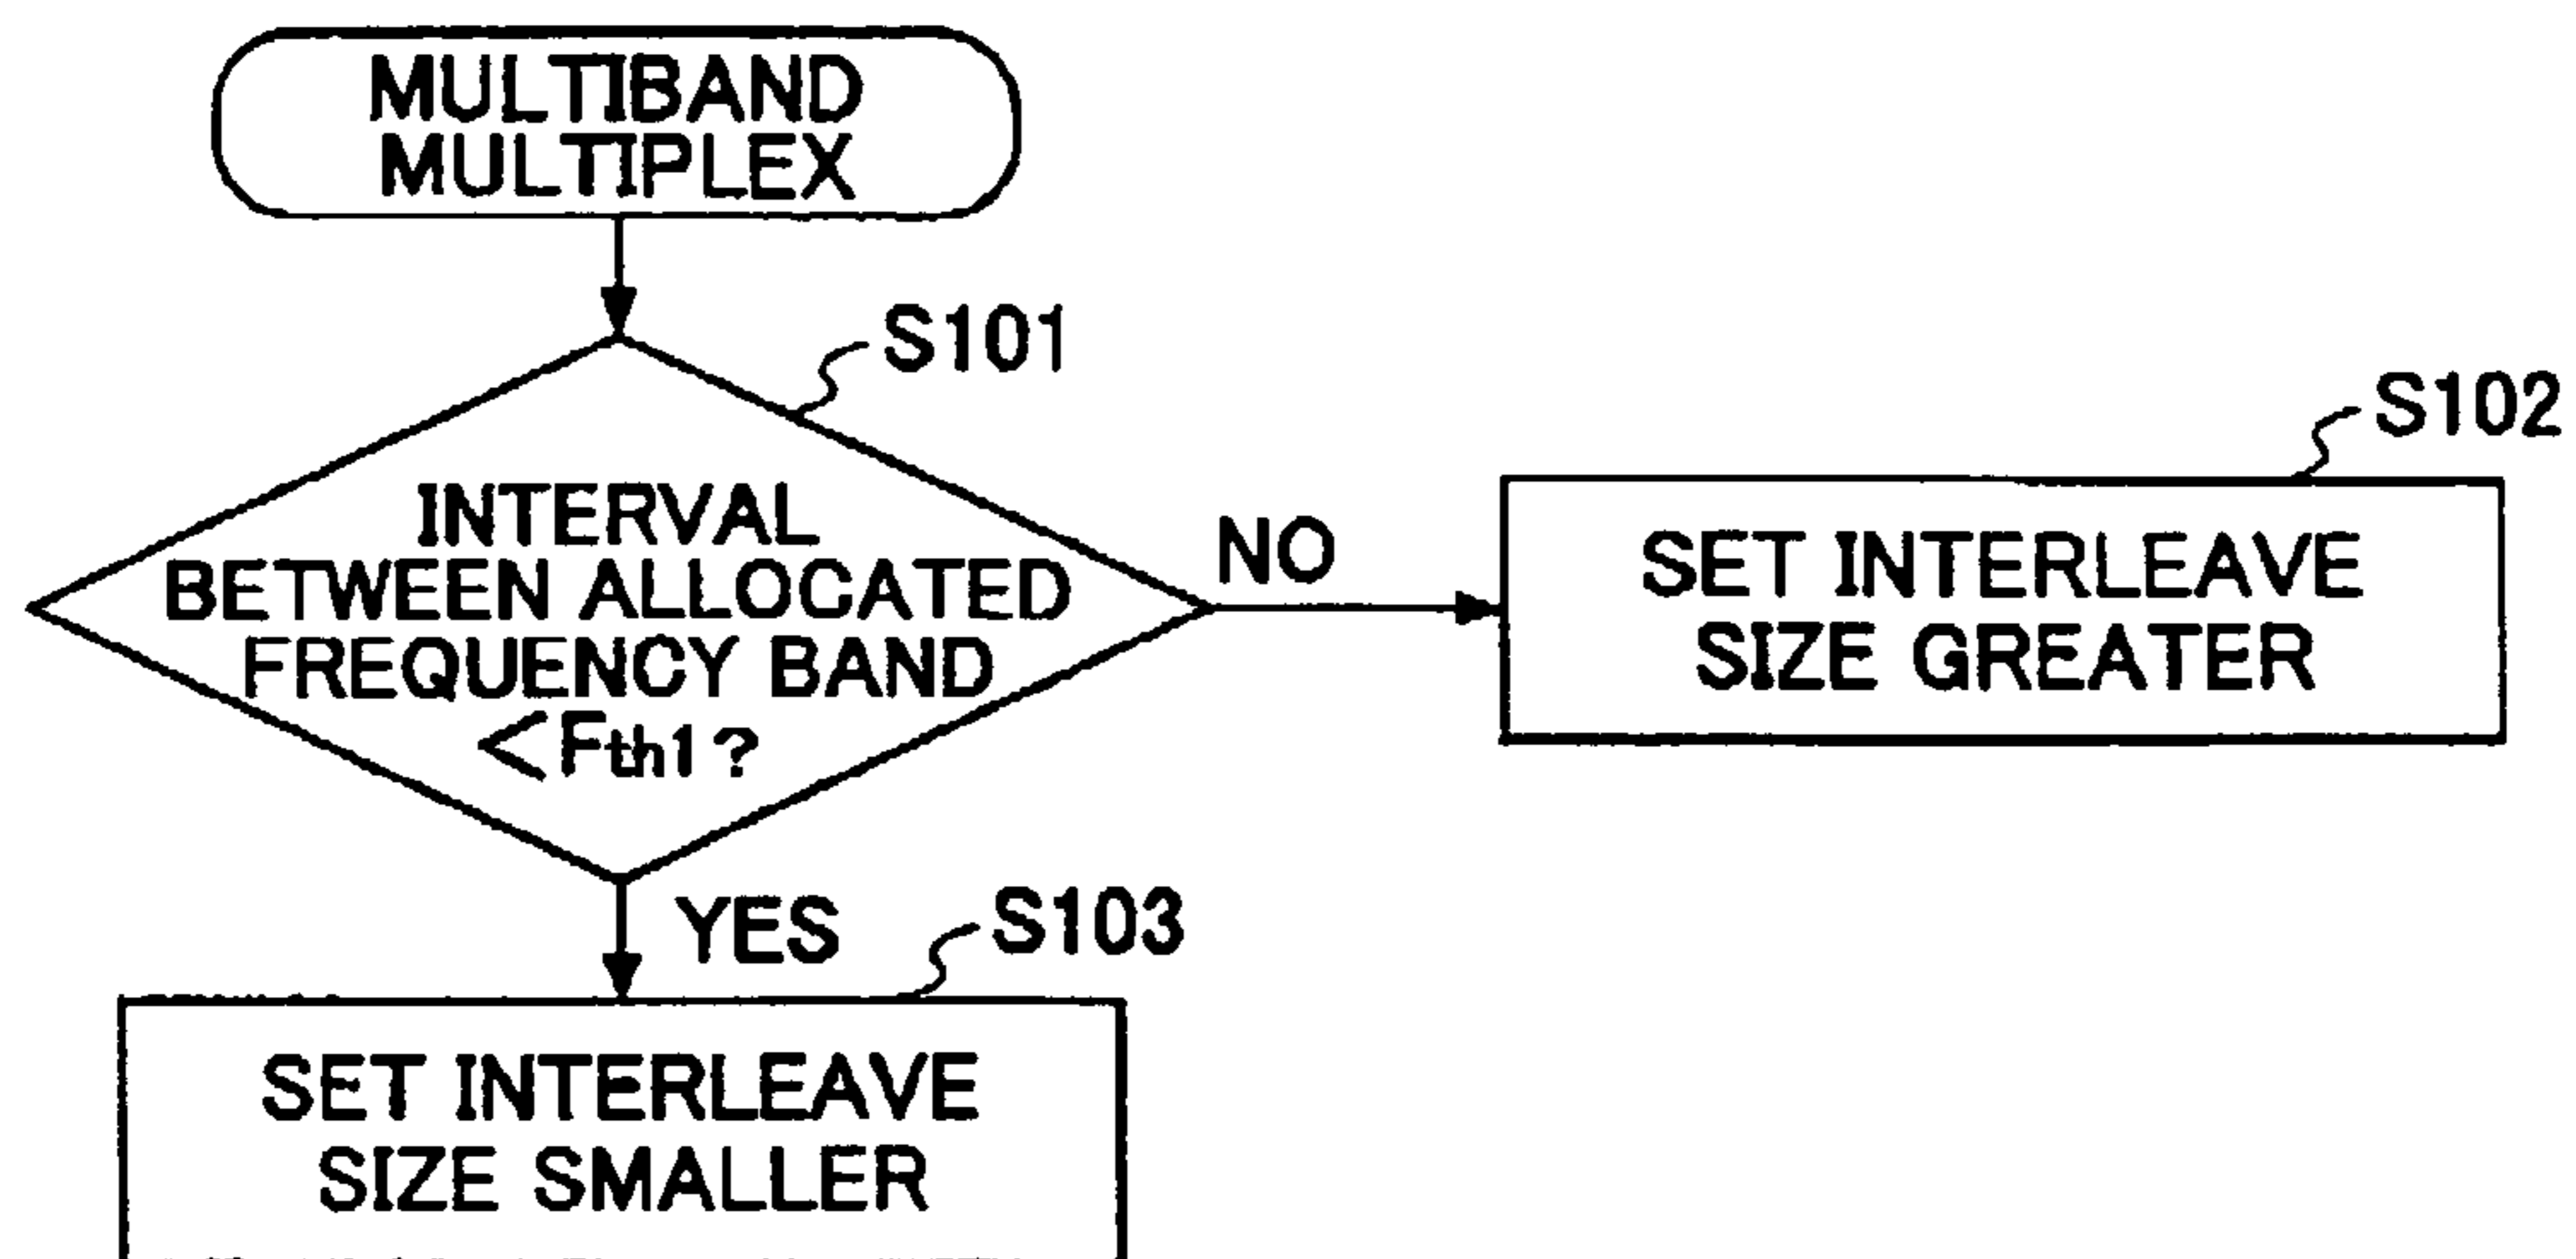 MULTIBAND
MULTIPLEX
S101
S102
INTERVAL
BETWEEN ALLOCATED
FREQUENCY BAND
<Fth1?
NO
SET INTERLEAVE
SIZE GREATER
YES
S103
SET INTERLEAVE
SIZE SMALLER